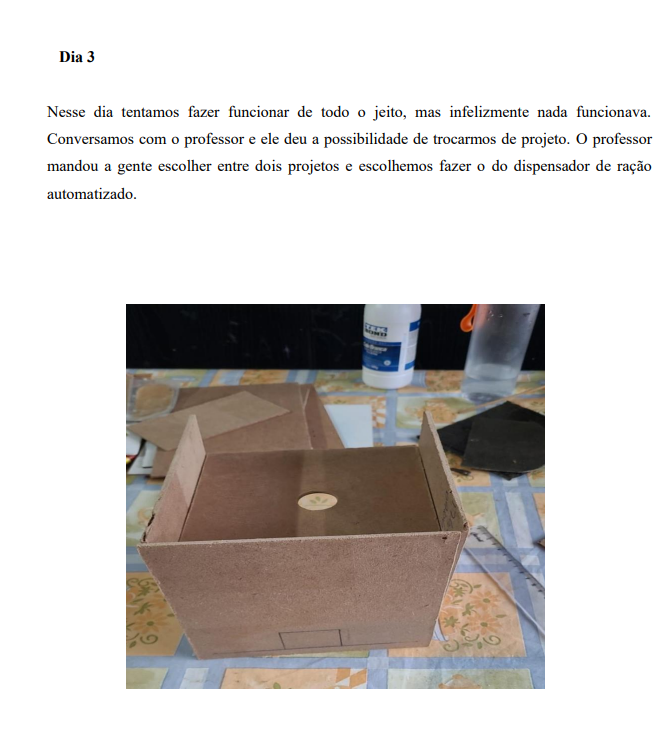 Dia 3
Nesse dia tentamos fazer funcionar de todo o jeito, mas infelizmente nada funcionava.
Conversamos com o professor e ele deu a possibilidade de trocarmos de projeto. O professor
mandou a gente escolher entre dois projetos e escolhemos fazer o do dispensador de ração
automatizado.